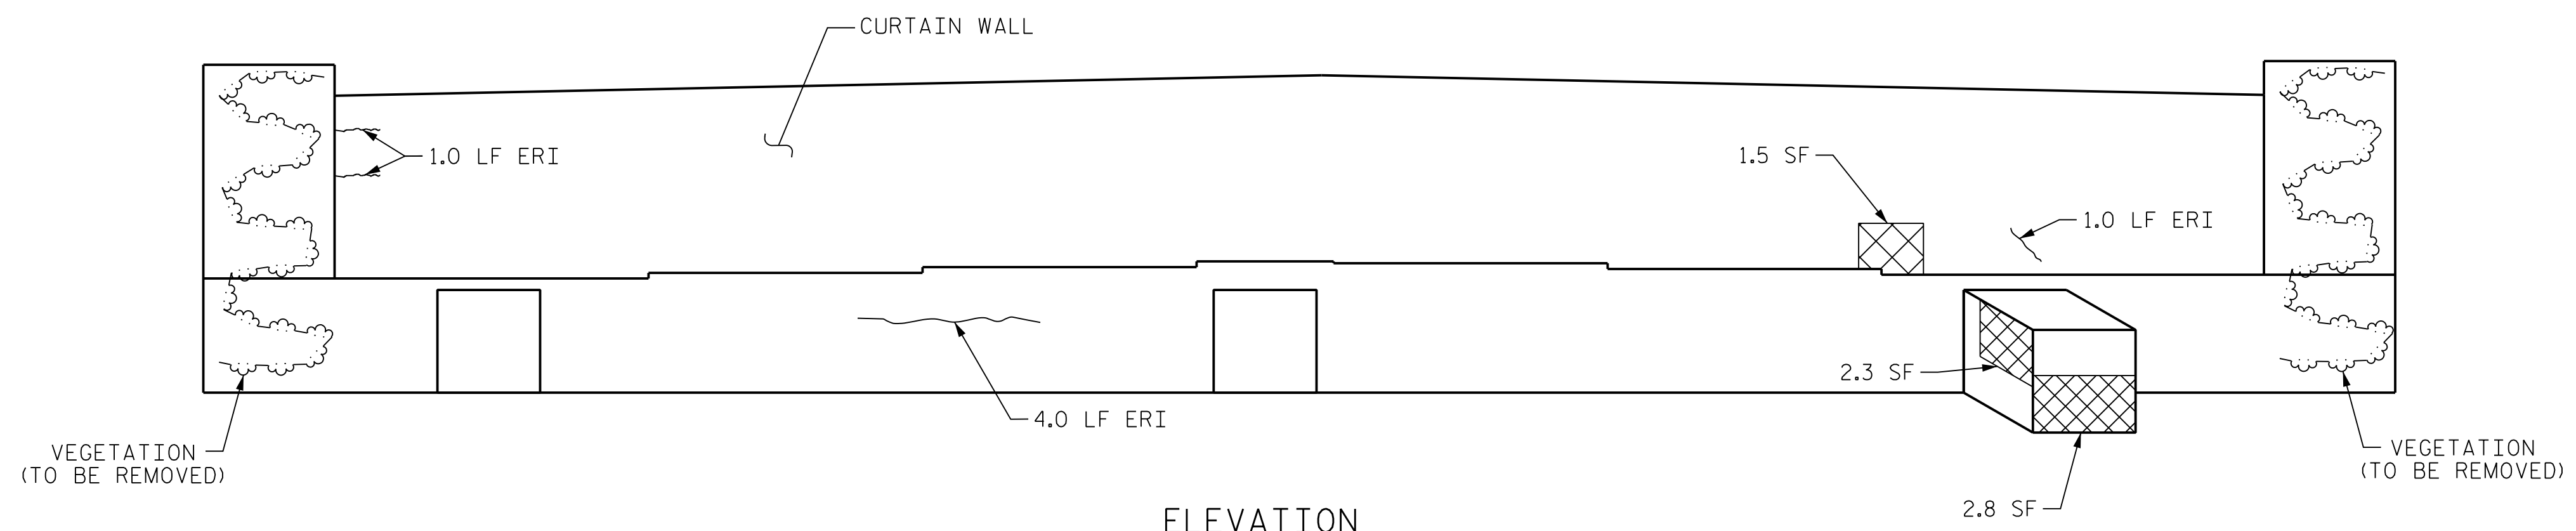 CURTAIN WALL
1.0 LF ERI
1.5 SF
1.0 LF ERI
2.3 SF
4.0 LF ERI
VEGETATION
(TO BE REMOVED)
VEGETATION
(TO BE REMOVED)
2.8 SF
ELEVATION